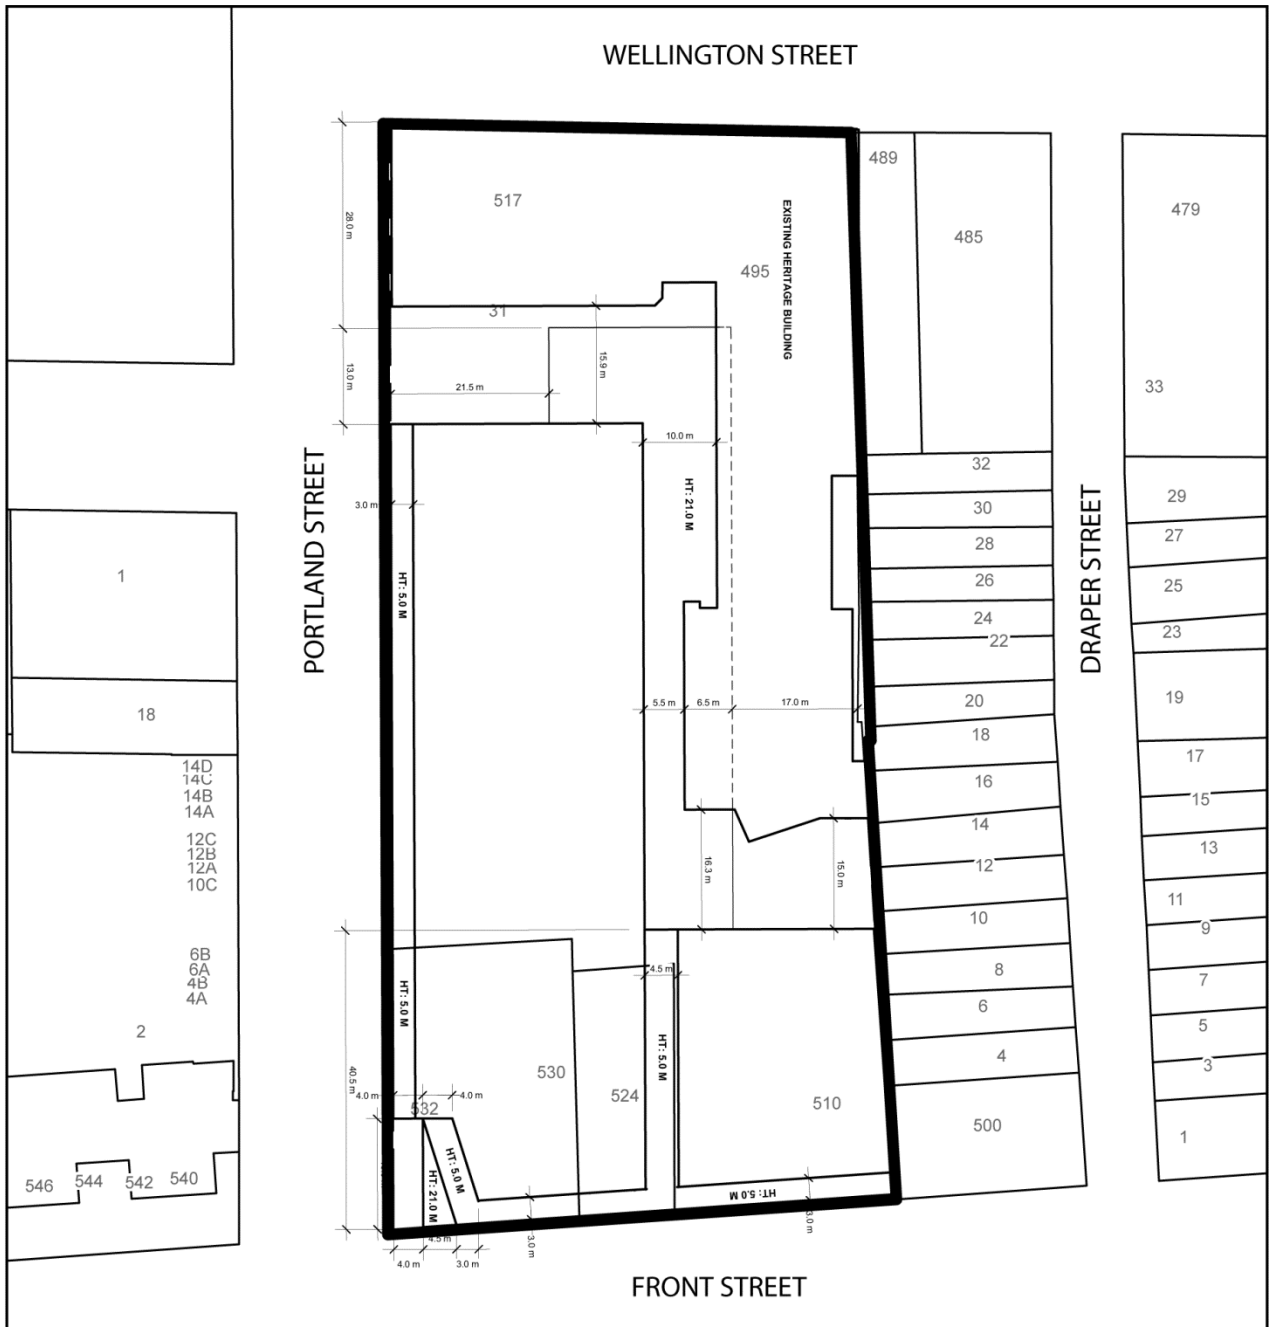 WELLINGTON STREET
489
517
479
485
28.0 m
EXISTING HERITAGE BUILDING
495
31
13.0 m
15.9 m
33
21.5 m
10.0 m
32
PORTLAND STREET
HT: 21.0 M
DRAPER STREET
3.0 m
29
30
27
28
1
HT: 5.0 M
26
25
24
23
22
18
5.5 m
6.5 m
17.0 m
20
19
18
14D
14C
14B
14A
17
16
15
12C
12B
12A
10C
14
13
16.3 m
15.0 m
12
11
10
9
6B
6A
4B
4A
4.5 m
8
7
HT: 5.0 M
6
5
2
HT: 5.0 M
4
3
40.5 m
530
524
4.0 m
4.0 m
532
510
500
1
546
544
542
540
HT: 5.0 M
HT: 21.0 M
HT: 5.0 M
3.0 m
3.0 m
4.5 m
4.0 m
3.0 m
FRONT STREET